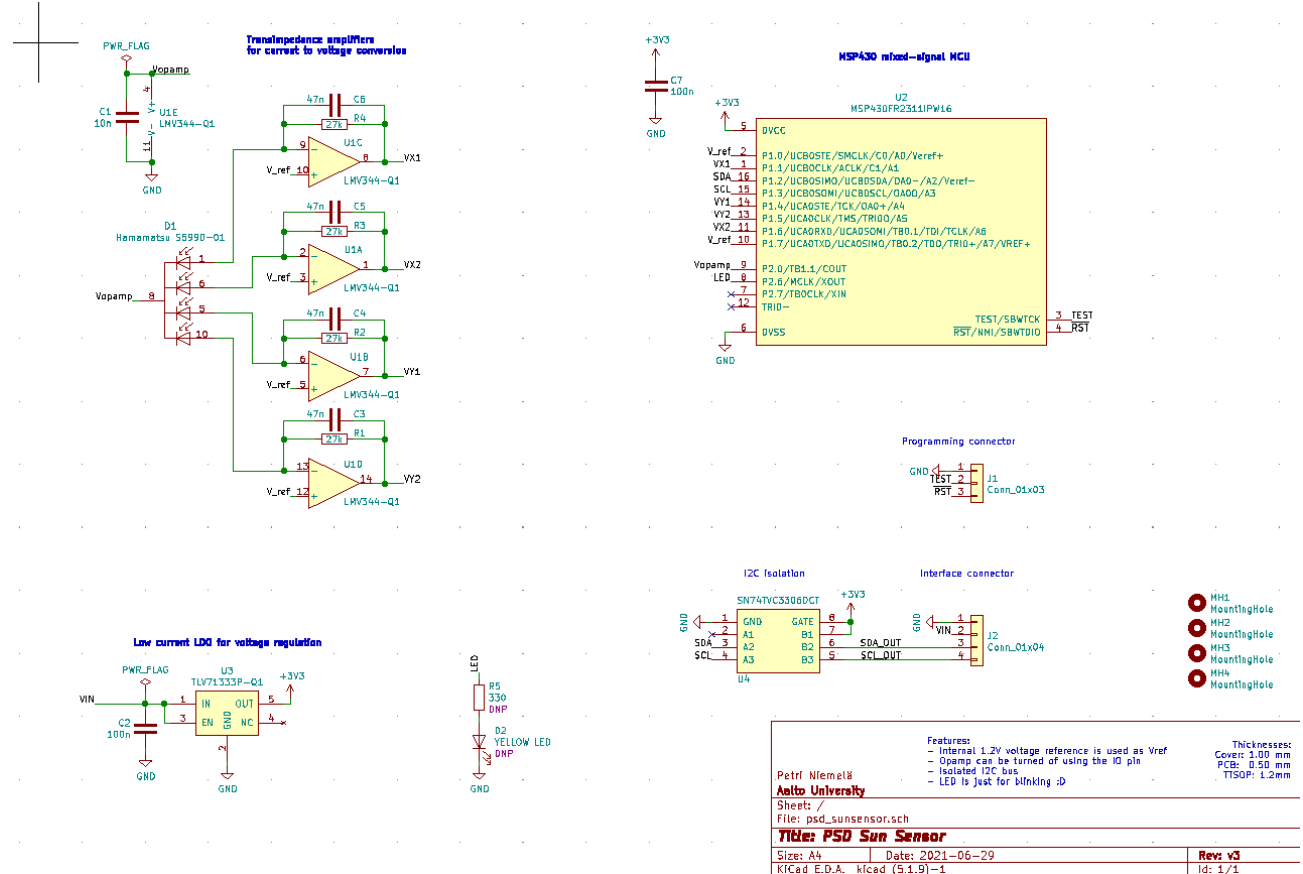 Transimpedance amplifiers
for current to voltage conversion
PWR_FLAG
Vopamp
C1
10n
4
V+
V-
11
U1E
LMV344-Q1
GND
47n
C6
27k
R4
9
U1C
8
VX1
V_ref
10
LMV344-Q1
D1
Hamamatsu S5990-01
Vopamp
8
1
6
5
10
47n
C5
27k
R3
2
U1A
1
VX2
V_ref
3
LMV344-Q1
47n
C4
27k
R2
6
U1B
7
VY1
V_ref
5
LMV344-Q1
47n
C3
27k
R1
13
U1D
14
VY2
V_ref
12
LMV344-Q1
+3V3
C7
100n
GND
MSP430 mixed-signal MCU
U2
MSP430FR2311IPW16
+3V3
5 DVCC
V_ref 2 P1.0/UCB0STE/SMCLK/C0/A0/Veref+
VX1 1 P1.1/UCB0CLK/ACLK/C1/A1
SDA 16 P1.2/UCB0SIMO/UCB0SDA/OA0-/A2/Veref-
SCL 15 P1.3/UCB0SOMI/UCB0SCL/OA0O/A3
VY1 14 P1.4/UCA0STE/TCK/OA0+/A4
VY2 13 P1.5/UCA0CLK/TMS/TRI0O/A5
VX2 11 P1.6/UCA0RXD/UCA0SOMI/TB0.1/TDI/TCLK/A6
V_ref 10 P1.7/UCA0TXD/UCA0SIMO/TB0.2/TDO/TRI0+/A7/VREF+
Vopamp 9 P2.0/TB1.1/COUT
LED 8 P2.6/MCLK/XOUT
7 P2.7/TB0CLK/XIN
12 TRI0-
TEST/SBWTCK 3 TEST
6 DVSS
RST/NMI/SBWTDIO 4 RST
GND
Programming connector
GND 1
TEST 2
RST 3
J1
Conn_01x03
I2C isolation
SN74TVC3306DCT
+3V3
GND
1 GND GATE 8
2 A1 B1 7
SDA 3 A2 B2 6 SDA_OUT
SCL 4 A3 B3 5 SCL_OUT
U4
Interface connector
GND 1
VIN 2
3
4
J2
Conn_01x04
MH1
MountingHole
MH2
MountingHole
MH3
MountingHole
MH4
MountingHole
Low current LDO for voltage regulation
PWR_FLAG
U3
TLV71333P-Q1
+3V3
VIN
1 IN OUT 5
3 EN GND NC 4
2
C2
100n
GND
GND
LED
R5
330
DNP
D2
YELLOW LED
DNP
GND
Features:
- Internal 1.2V voltage reference is used as Vref
- Opamp can be turned of using the IO pin
- Isolated I2C bus
- LED is just for blinking :D
Thicknesses:
Cover: 1.00 mm
PCB: 0.50 mm
TTSOP: 1.2mm
Petri Niemelä
Aalto University
Sheet: /
File: psd_sunsensor.sch
Title: PSD Sun Sensor
Size: A4
Date: 2021-06-29
Rev: v3
KiCad E.D.A. kicad (5.1.9)-1
Id: 1/1